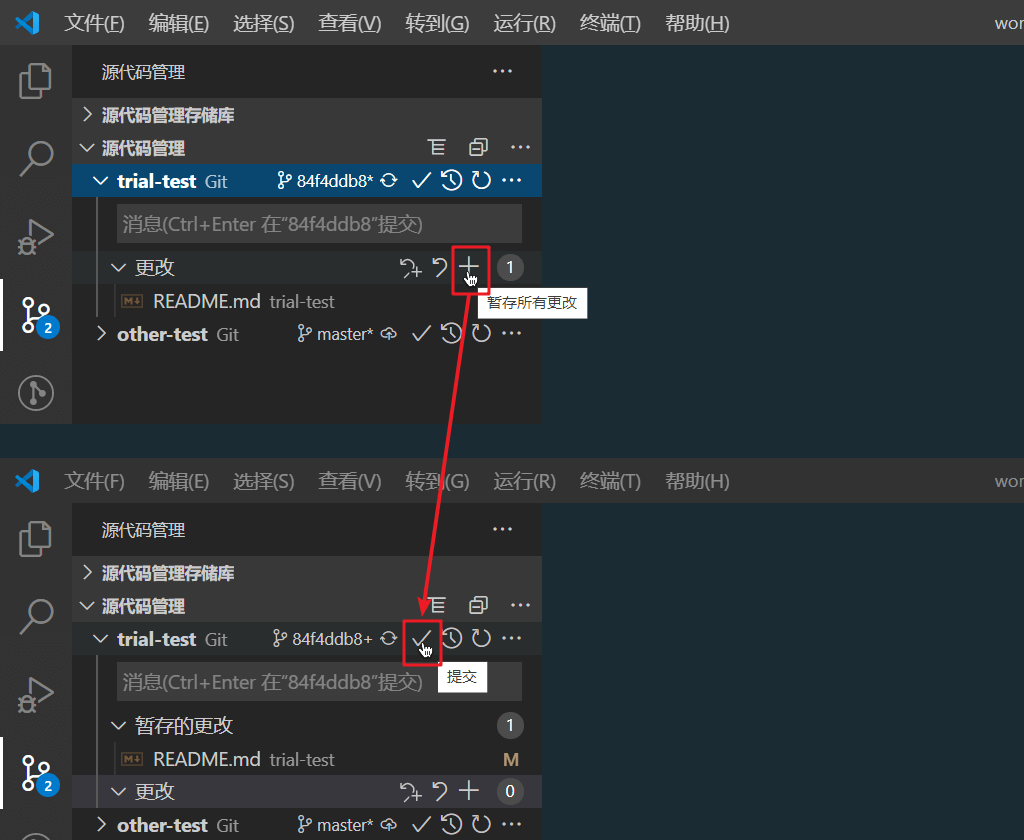 文件(F) 编辑(E) 选择(S) 查看(V) 转到(G) 运行(R) 终端(T) 帮助(H) wor
源代码管理
源代码管理存储库
源代码管理
trial-test Git 84f4ddb8*
消息(Ctrl+Enter 在“84f4ddb8”提交)
更改 1
README.md trial-test
暂存所有更改
other-test Git master*
2
文件(F) 编辑(E) 选择(S) 查看(V) 转到(G) 运行(R) 终端(T) 帮助(H) wor
源代码管理
源代码管理存储库
源代码管理
trial-test Git 84f4ddb8+
消息(Ctrl+Enter 在“84f4ddb8”提交)
提交
暂存的更改 1
README.md trial-test M
2
更改 0
other-test Git master*